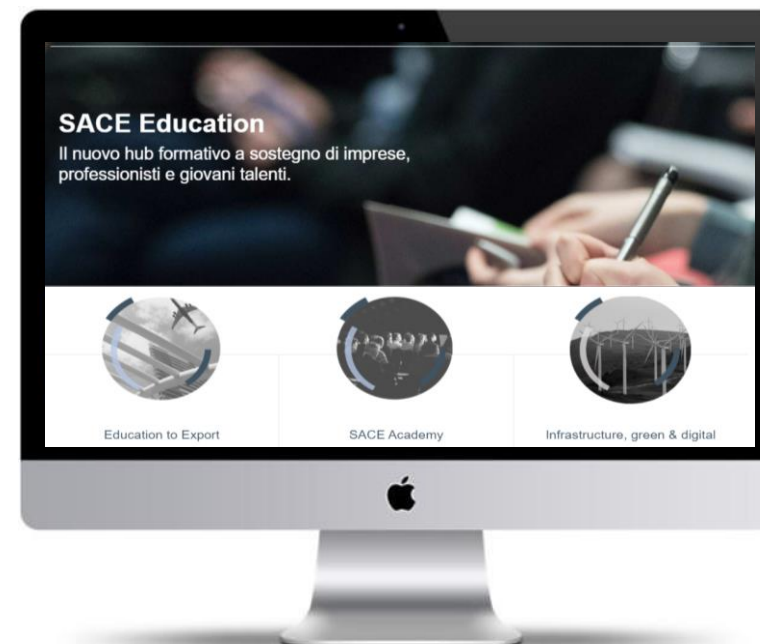 SACE Education
Il nuovo hub formativo a sostegno di imprese,
professionisti e giovani talenti.
Education to Export
SACE Academy
Infrastructure, green & digital